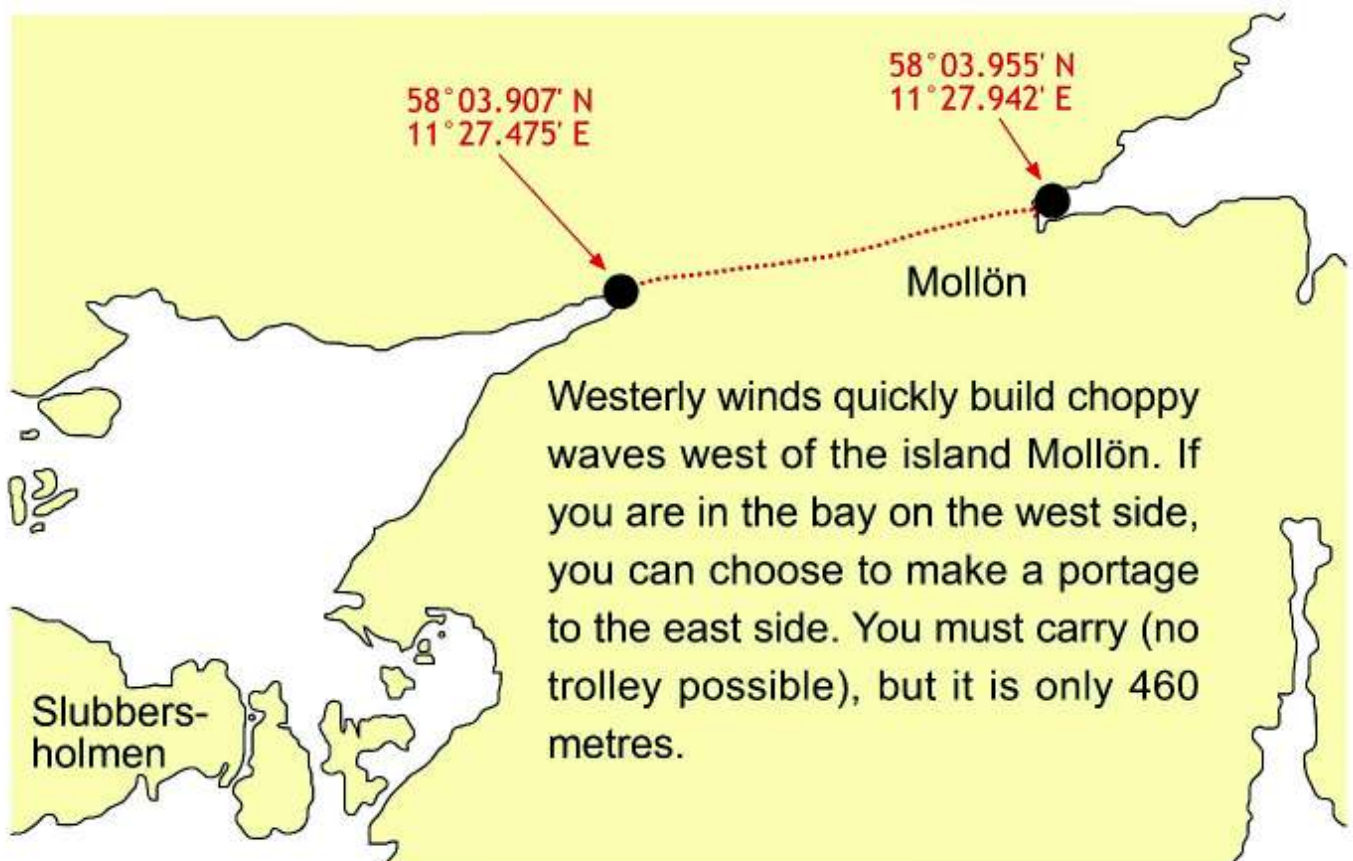 58°03.907' N
11°27.475' E
58°03.955' N
11°27.942' E
Mollön
Westerly winds quickly build choppy
waves west of the island Mollön. If
you are in the bay on the west side,
you can choose to make a portage
to the east side. You must carry (no
trolley possible), but it is only 460
metres.
Slubbers-
holmen